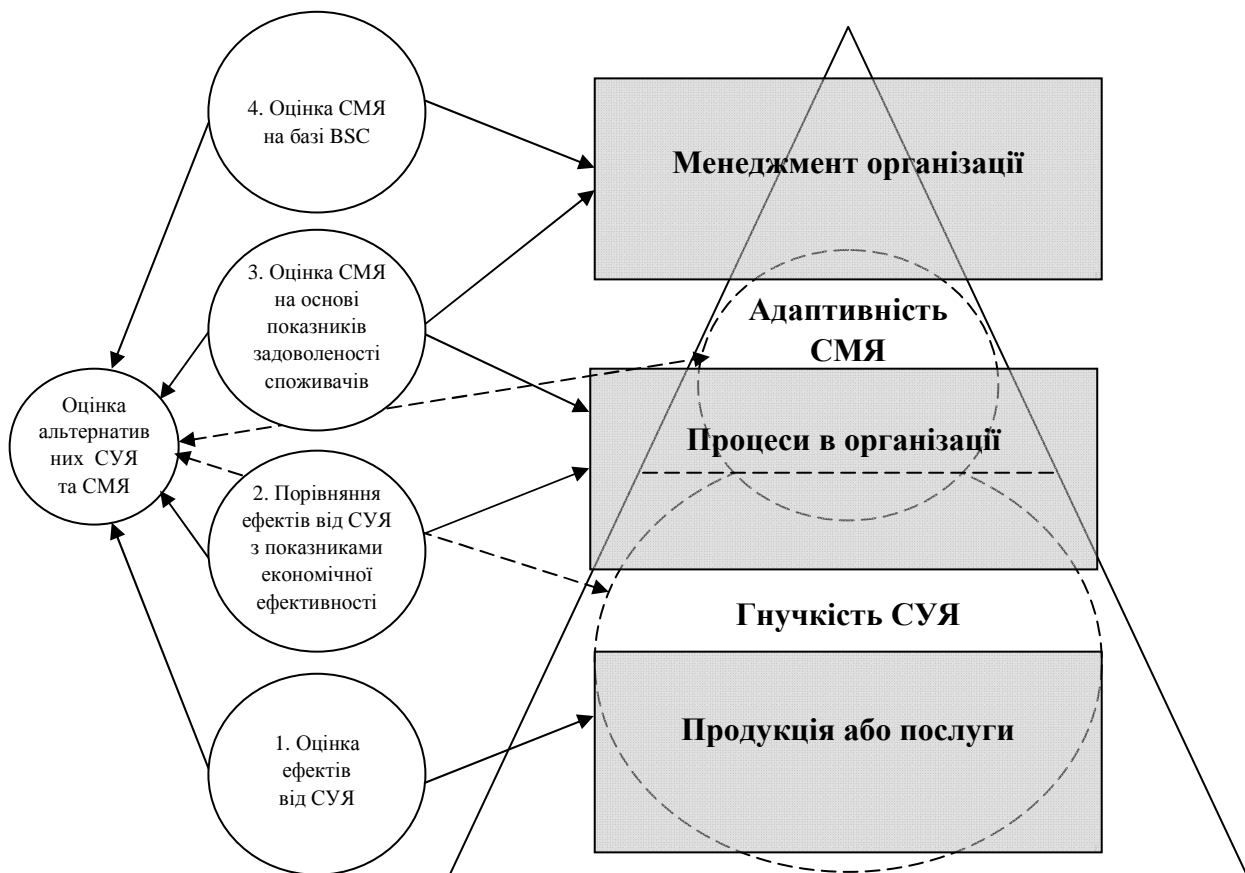 4. Оцінка СМЯ
на базі BSC
Менеджмент організації
3. Оцінка СМЯ
на основі
показників
задоволеності
споживачів
Адаптивність
СМЯ
Оцінка
альтернатив
них СУЯ
та СМЯ
Процеси в організації
2. Порівняння
ефектів від СУЯ
з показниками
економічної
ефективності
Гнучкість СУЯ
1. Оцінка
ефектів
від СУЯ
Продукція або послуги